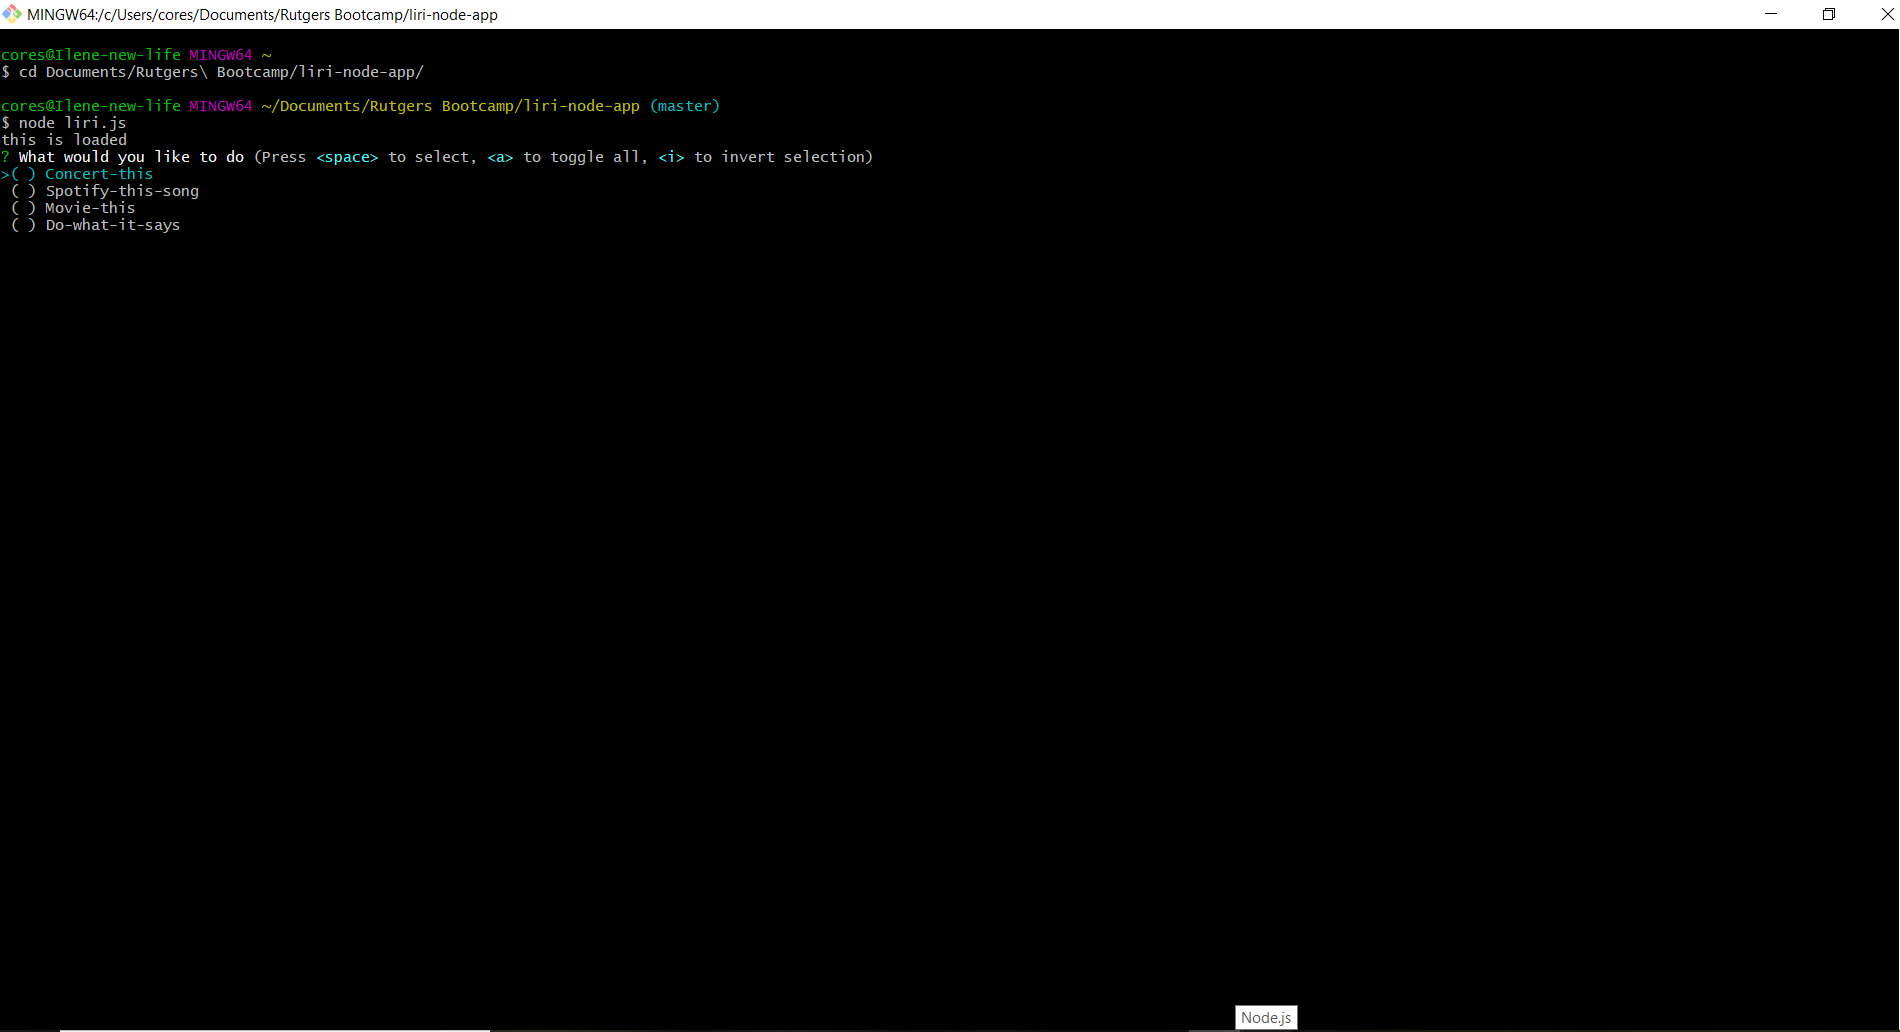 MINGW64:/c/Users/cores/Documents/Rutgers Bootcamp/liri-node-app
cores@Ilene-new-life MINGW64 ~
$ cd Documents/Rutgers\ Bootcamp/liri-node-app/
cores@Ilene-new-life MINGW64 ~/Documents/Rutgers Bootcamp/liri-node-app (master)
$ node liri.js
this is loaded
? What would you like to do (Press <space> to select, <a> to toggle all, <i> to invert selection)
>( ) Concert-this
( ) Spotify-this-song
( ) Movie-this
( ) Do-what-it-says
Node.js